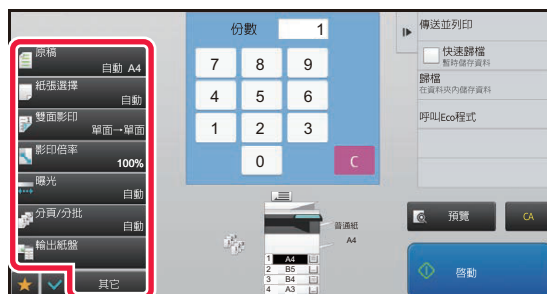 原稿
自動 A4
紙張選擇
自動
雙面影印
單面→單面
影印倍率
100%
曝光
自動
分頁/分批
自動
輸出紙盤
其它
份數 1
7 8 9
4 5 6
1 2 3
0 C
普通紙
A4
1 A4
2 B5
3 B4
4 A3
傳送並列印
快速歸檔
暫時儲存資料
歸檔
在資料夾內儲存資料
呼叫Eco程式
預覽 CA
啓動